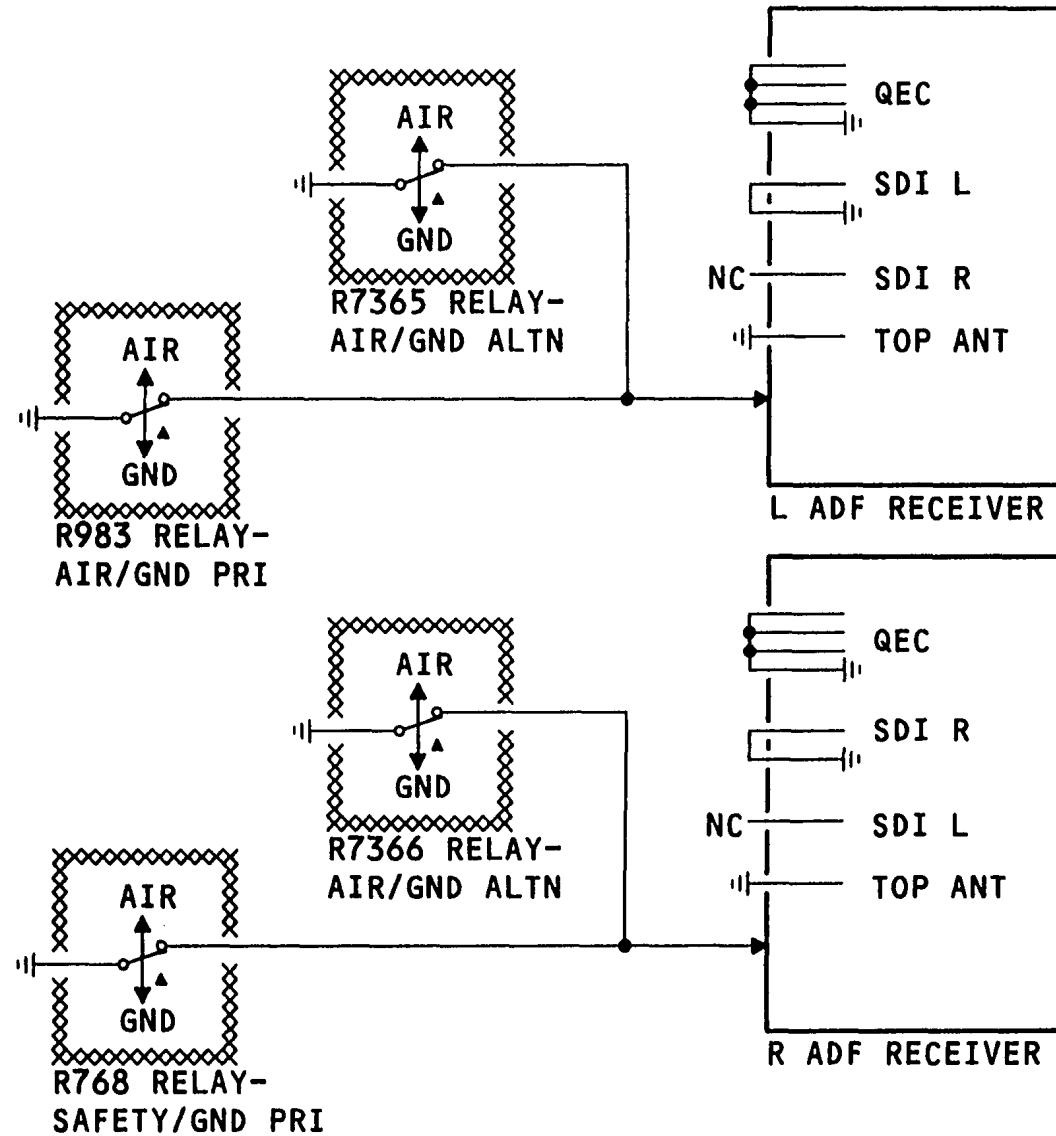 QEC
AIR
SDI L
GND
NC SDI R
R7365 RELAY-
AIR/GND ALTN
TOP ANT
AIR
GND
L ADF RECEIVER
R983 RELAY-
AIR/GND PRI
QEC
AIR
SDI R
GND
NC SDI L
R7366 RELAY-
AIR/GND ALTN
TOP ANT
AIR
GND
R ADF RECEIVER
R768 RELAY-
SAFETY/GND PRI